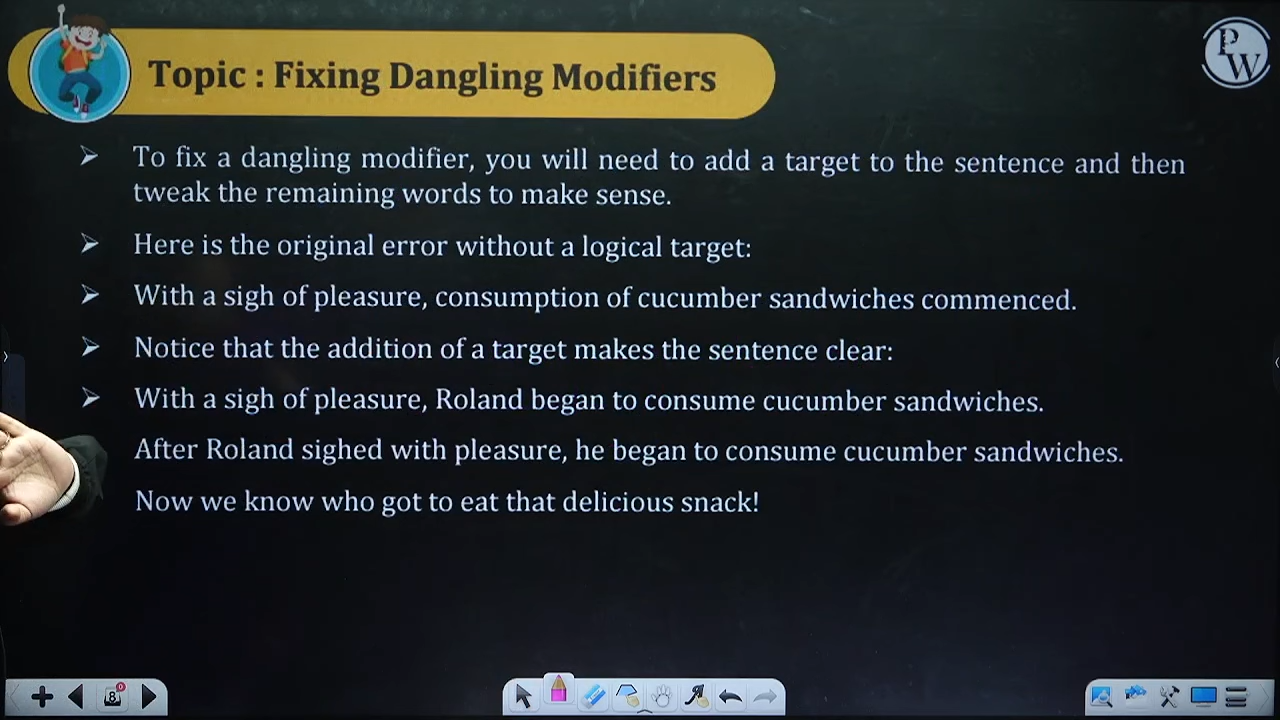 Topic : Fixing Dangling Modifiers
PW
To fix a dangling modifier, you will need to add a target to the sentence and then
tweak the remaining words to make sense.
Here is the original error without a logical target:
With a sigh of pleasure, consumption of cucumber sandwiches commenced.
Notice that the addition of a target makes the sentence clear:
With a sigh of pleasure, Roland began to consume cucumber sandwiches.
After Roland sighed with pleasure, he began to consume cucumber sandwiches.
Now we know who got to eat that delicious snack!
8